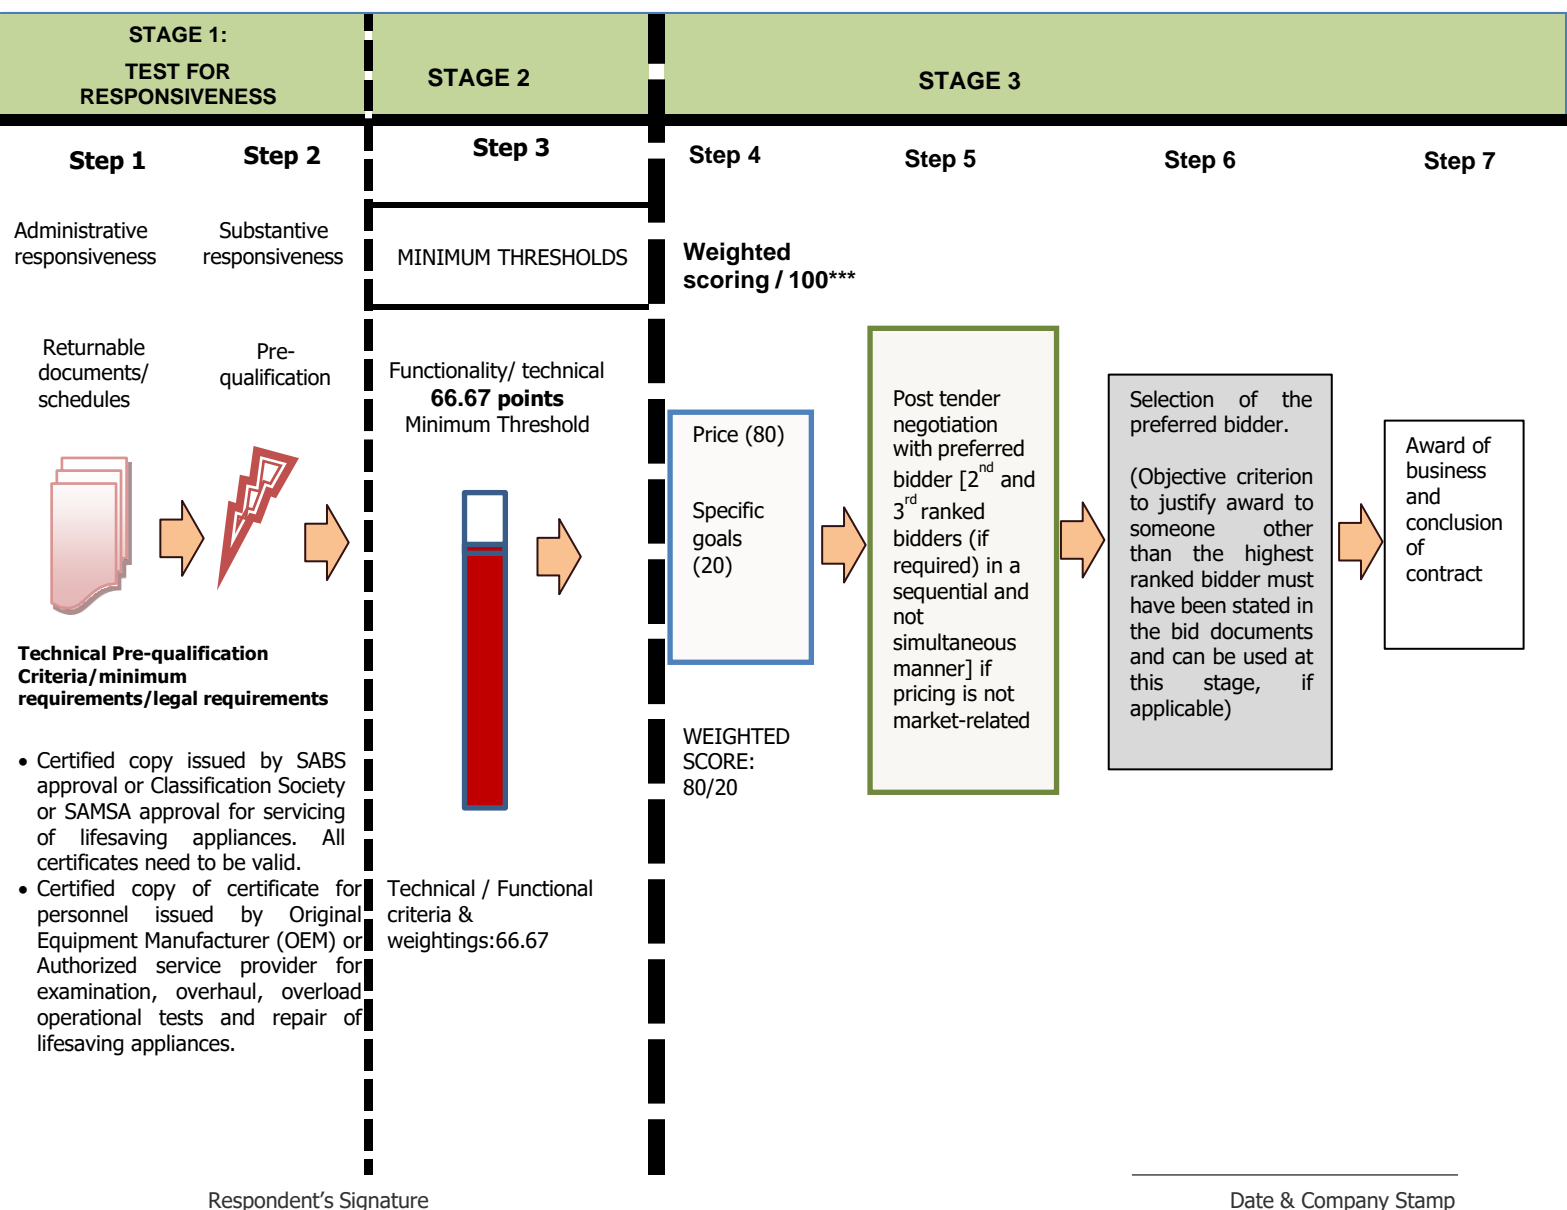 STAGE 1:
TEST FOR
RESPONSIVENESS
STAGE 2
STAGE 3
Step 1
Step 2
Step 3
Step 4
Step 5
Step 6
Step 7
Administrative
responsiveness
Substantive
responsiveness
MINIMUM THRESHOLDS
Weighted
scoring / 100***
Returnable
documents/
schedules
Pre-
qualification
Functionality/ technical
66.67 points
Minimum Threshold
Price (80)
Specific
goals
(20)
Post tender
negotiation
with preferred
bidder [2nd and
3rd ranked
bidders (if
required) in a
sequential and
not
simultaneous
manner] if
pricing is not
market-related
Selection of the
preferred bidder.
(Objective criterion
to justify award to
someone other
than the highest
ranked bidder must
have been stated in
the bid documents
and can be used at
this stage, if
applicable)
Award of
business
and
conclusion
of
contract
Technical Pre-qualification
Criteria/minimum
requirements/legal requirements
WEIGHTED
SCORE:
80/20
• Certified copy issued by SABS
approval or Classification Society
or SAMSA approval for servicing
of lifesaving appliances. All
certificates need to be valid.
• Certified copy of certificate for
personnel issued by Original
Equipment Manufacturer (OEM) or
Authorized service provider for
examination, overhaul, overload
operational tests and repair of
lifesaving appliances.
Technical / Functional
criteria &
weightings:66.67
Respondent's Signature
Date & Company Stamp